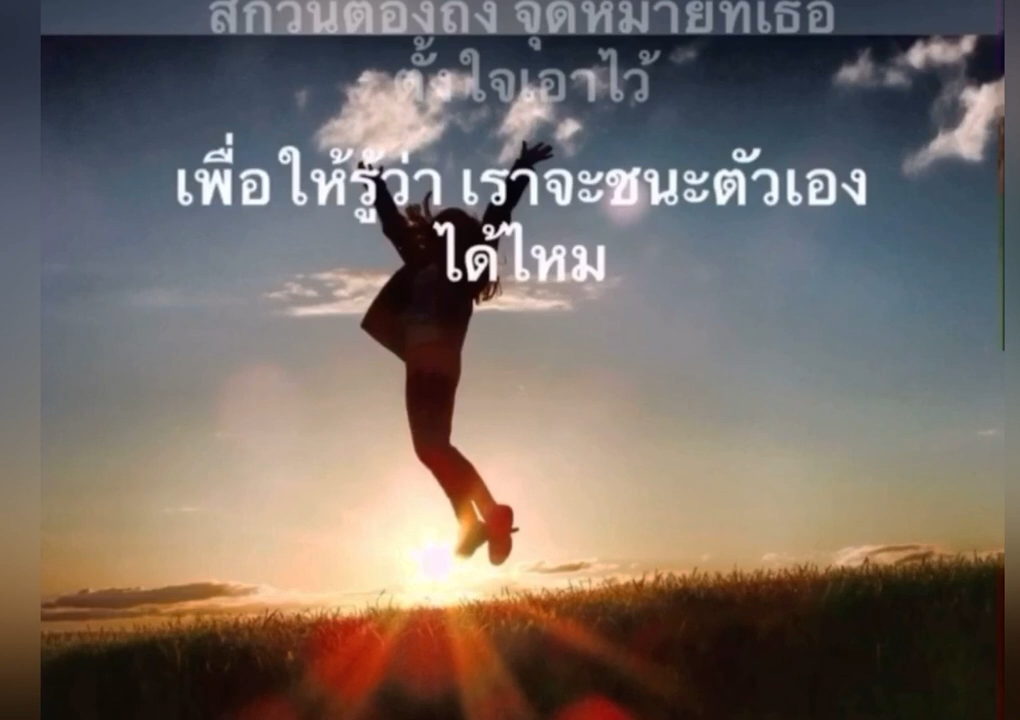 สักวันต้องถึง จุดหมายที่เธอ
ตั้งใจเอาไว้
เพื่อให้รู้ว่า เราจะชนะตัวเอง
ได้ไหม